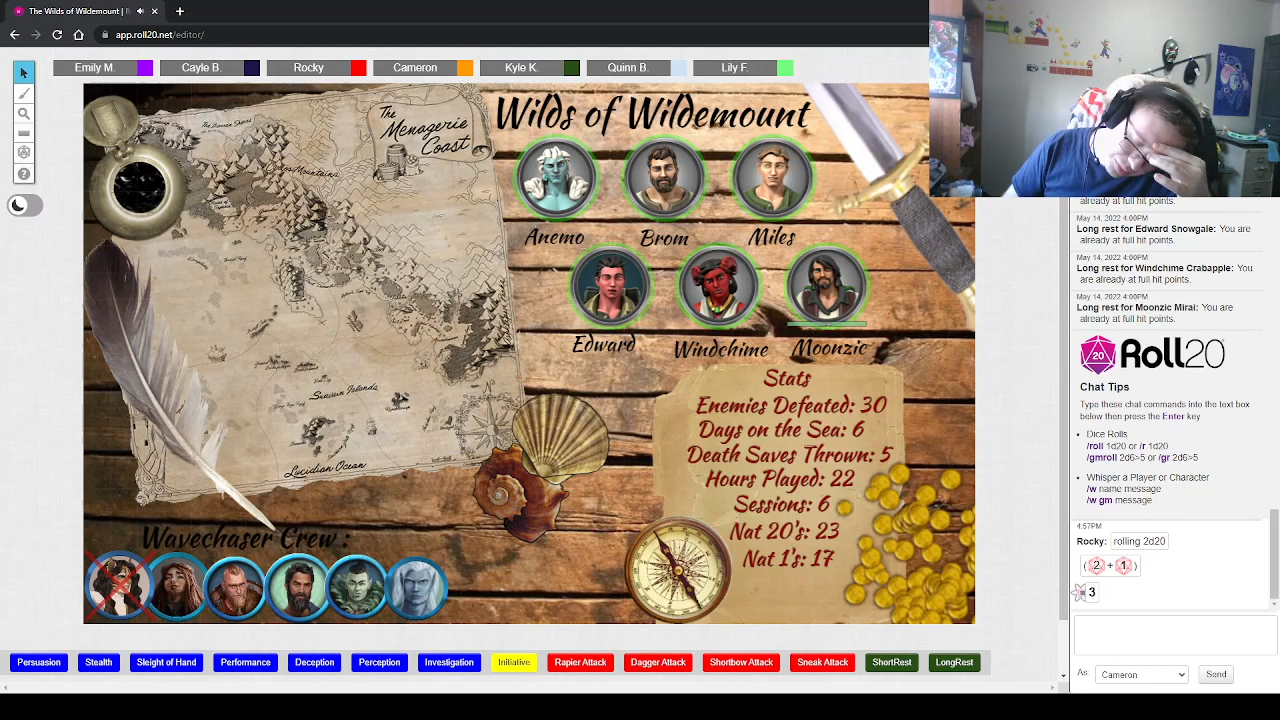 The Wilds of Wildemount |
app.roll20.net/editor/
Emily M.
Cayle B.
Rocky
Cameron
Kyle K.
Quinn B.
Lily F.
The
Menagerie
Coast
Wilds of Wildemount
Anemo
Brom
Miles
Edward
Windchime
Moonzic
Lucidian Ocean
Stats
Enemies Defeated: 30
Days on the Sea: 6
Death Saves Thrown: 5
Hours Played: 22
Sessions: 6
Nat 20's: 23
Nat 1's: 17
Wavechaser Crew :
already at full hit points.
May 14, 2022 4:00PM
Long rest for Edward Snowgale: You are
already at full hit points.
May 14, 2022 4:00PM
Long rest for Windchime Crabapple: You
are already at full hit points.
May 14, 2022 4:00PM
Long rest for Moonzic Mirai: You are
already at full hit points.
20 Roll20
Chat Tips
Type these chat commands into the text box
below then press the Enter key
Dice Rolls
/roll 1d20 or /r 1d20
/gmroll 2d6>5 or /gr 2d6>5
Whisper a Player or Character
/w name message
/w gm message
4:57PM
Rocky: rolling 2d20
(2+1)
=3
As: Cameron Send
Persuasion
Stealth
Sleight of Hand
Performance
Deception
Perception
Investigation
Initiative
Rapier Attack
Dagger Attack
Shortbow Attack
Sneak Attack
ShortRest
LongRest